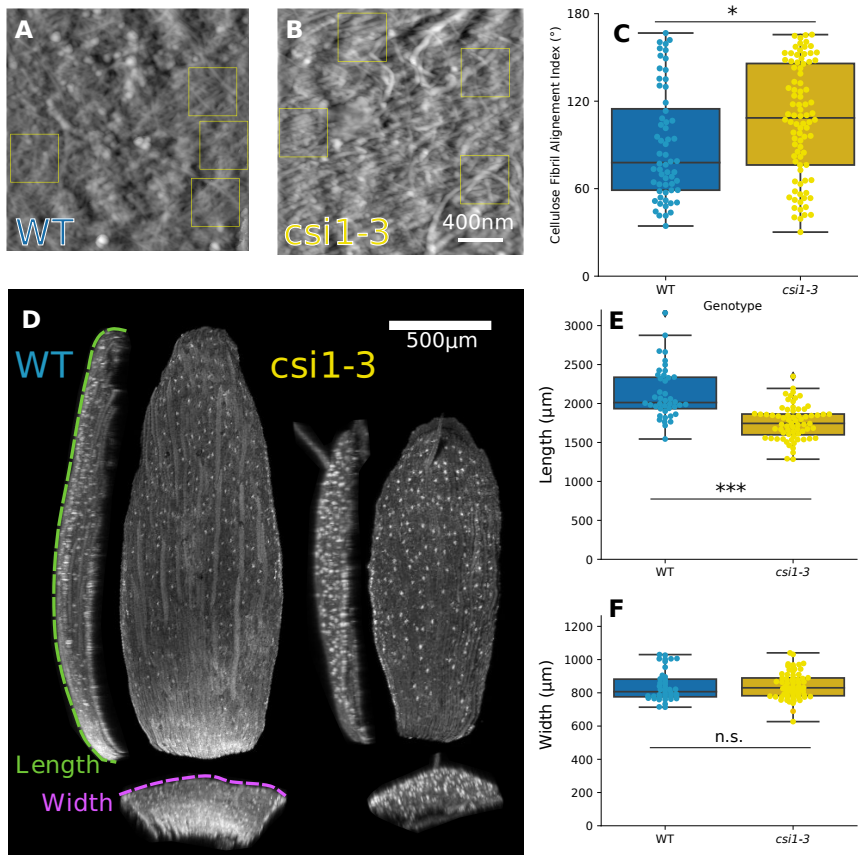 A
WT
B
csi1-3
400nm
C
*
Cellulose Fibril Alignement Index (°)
180
120
60
0
WT
csi1-3
Genotype
D
WT
csi1-3
500μm
Length
Width
E
Length (μm)
3000
2500
2000
1500
1000
500
0
***
WT
csi1-3
F
Width (μm)
1200
1000
800
600
400
200
0
n.s.
WT
csi1-3